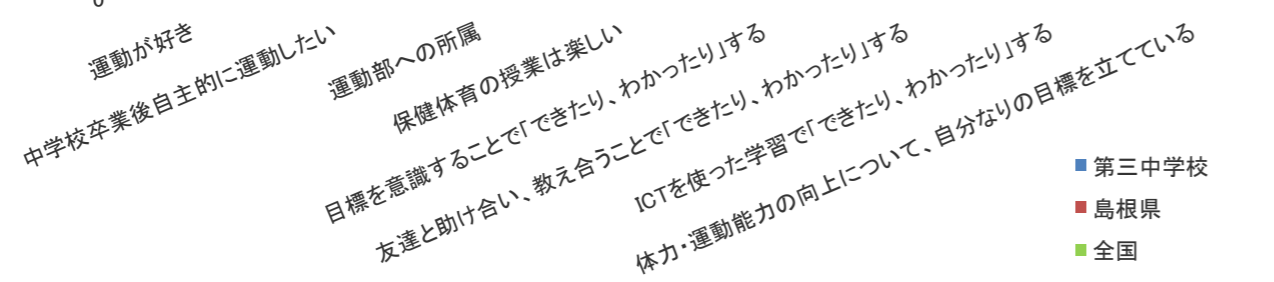 0
運動が好き
中学校卒業後自主的に運動したい
運動部への所属
保健体育の授業は楽しい
目標を意識することで「できたり、わかったり」する
友達と助け合い、教え合うことで「できたり、わかったり」する
ICTを使った学習で「できたり、わかったり」する
体力・運動能力の向上について、自分なりの目標を立てている
第三中学校
島根県
全国